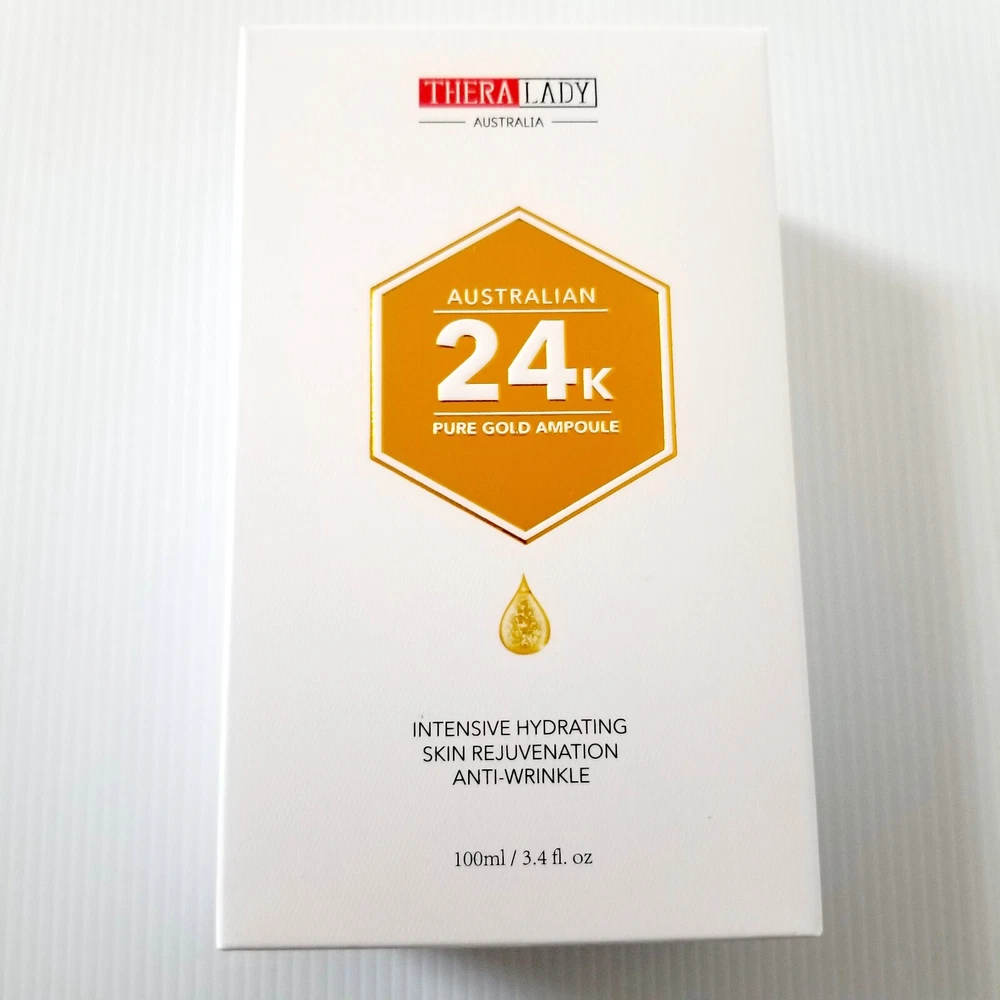 THERA LADY
AUSTRALIA
AUSTRALIAN
24K
PURE GOLD AMPOULE
INTENSIVE HYDRATING
SKIN REJUVENATION
ANTI-WRINKLE
100ml / 3.4 fl. oz